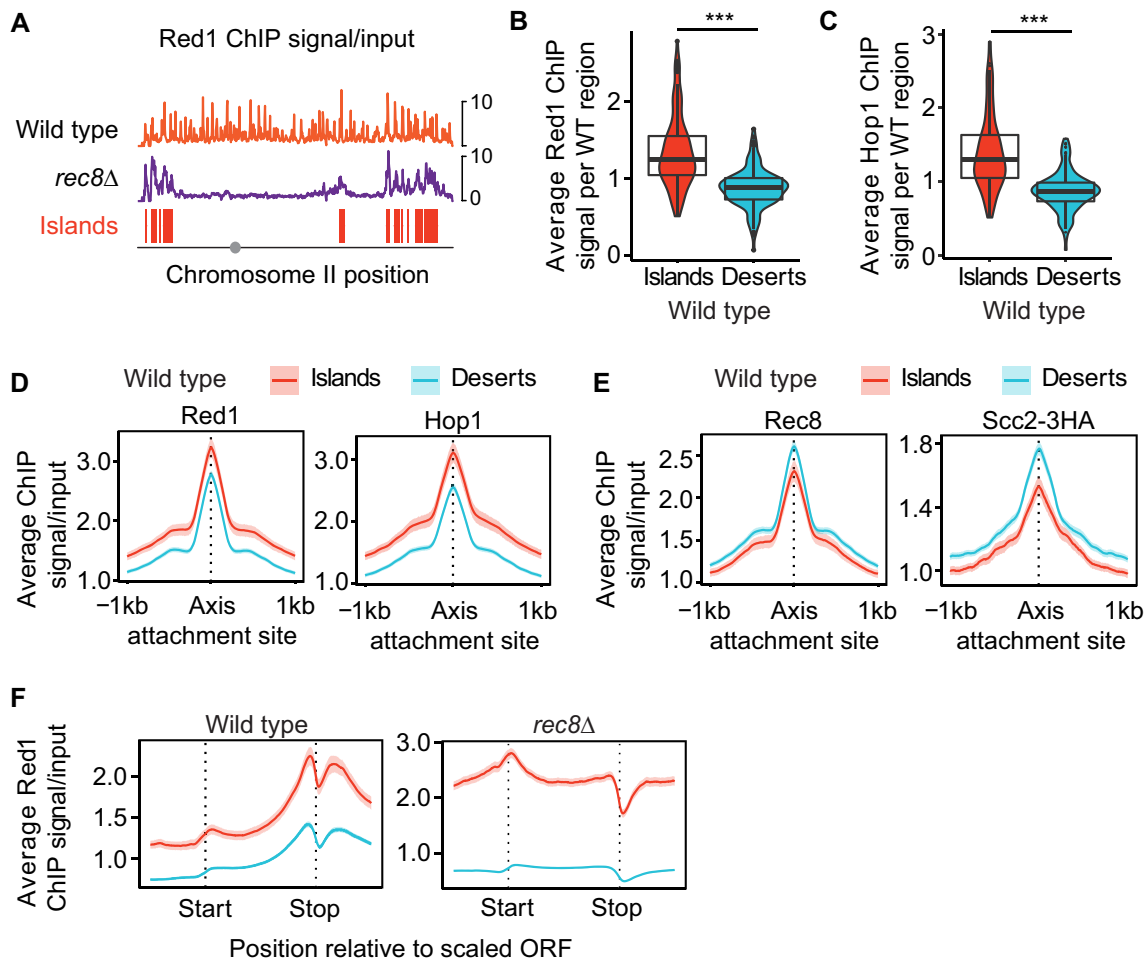 A
Red1 ChIP signal/input
Wild type
10
rec8Δ
10
0
Islands
Chromosome II position
B
***
Average Red1 ChIP
signal per WT region
2
1
0
Islands Deserts
Wild type
C
***
Average Hop1 ChIP
signal per WT region
3
2
1
0
Islands Deserts
Wild type
D
Wild type Islands Deserts
Red1
Hop1
Average ChIP
signal/input
3.0
2.0
1.0
−1kb Axis 1kb
attachment site
3.0
2.0
1.0
−1kb Axis 1kb
attachment site
E
Wild type Islands Deserts
Rec8
Scc2-3HA
Average ChIP
signal/input
2.5
2.0
1.5
1.0
−1kb Axis 1kb
attachment site
1.8
1.4
1.0
−1kb Axis 1kb
attachment site
F
Wild type
rec8Δ
Average Red1
ChIP signal/input
2.0
1.5
1.0
Start Stop
3.0
2.0
1.0
Start Stop
Position relative to scaled ORF